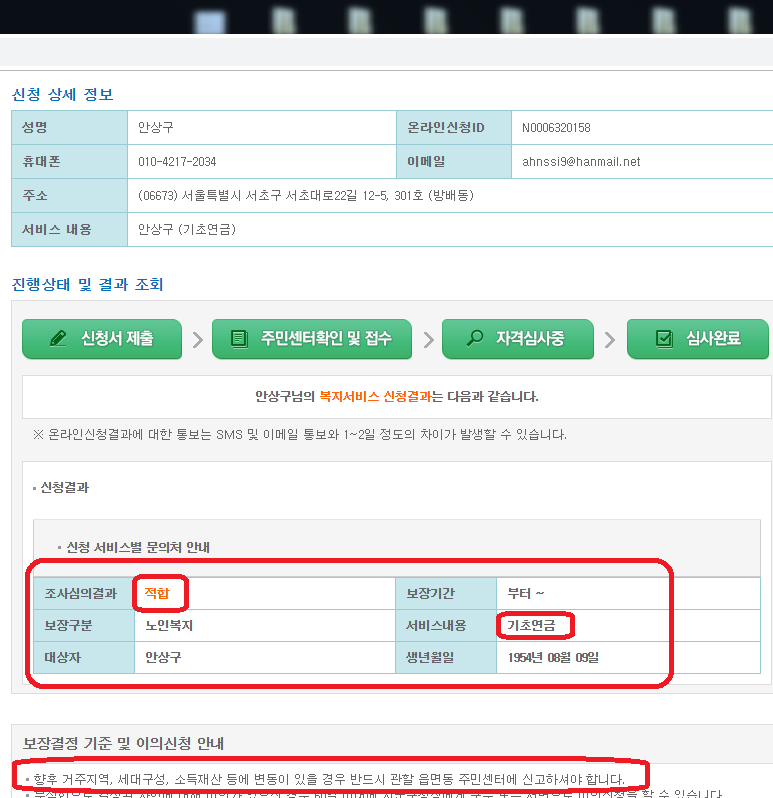 신청 상세 정보
성명 안상구 온라인신청ID N0006320158
휴대폰 010-4217-2034 이메일 ahnssi9@hanmail.net
주소 (06673) 서울특별시 서초구 서초대로22길 12-5, 301호 (방배동)
서비스 내용 안상구 (기초연금)
진행상태 및 결과 조회
신청서 제출 주민센터확인 및 접수 자격심사중 심사완료
안상구님의 복지서비스 신청결과는 다음과 같습니다.
※ 온라인신청결과에 대한 통보는 SMS 및 이메일 통보와 1~2일 정도의 차이가 발생할 수 있습니다.
신청결과
신청 서비스별 문의처 안내
조사심의결과 적합 보장기간 부터 ~
보장구분 노인복지 서비스내용 기초연금
대상자 안상구 생년월일 1954년 08월 09일
보장결정 기준 및 이의신청 안내
향후 거주지역, 세대구성, 소득재산 등에 변동이 있을 경우 반드시 관할 읍면동 주민센터에 신고하셔야 합니다.